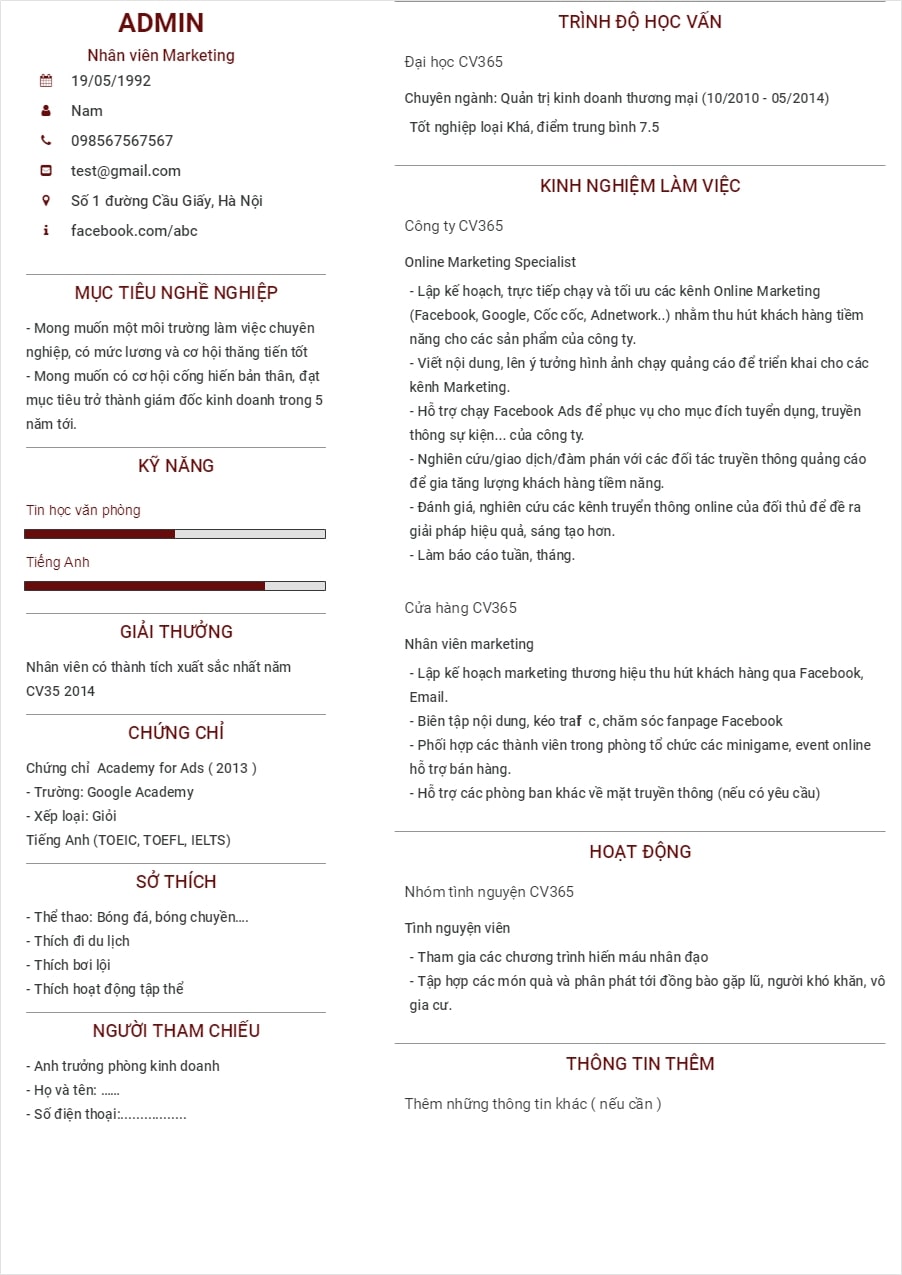 ADMIN
Nhân viên Marketing
19/05/1992
Nam
098567567567
test@gmail.com
Số 1 đường Cầu Giấy, Hà Nội
facebook.com/abc
MỤC TIÊU NGHỀ NGHIỆP
- Mong muốn một môi trường làm việc chuyên
nghiệp, có mức lương và cơ hội thăng tiến tốt
- Mong muốn có cơ hội cống hiến bản thân, đạt
mục tiêu trở thành giám đốc kinh doanh trong 5
năm tới.
KỸ NĂNG
Tin học văn phòng
Tiếng Anh
GIẢI THƯỞNG
Nhân viên có thành tích xuất sắc nhất năm
CV35 2014
CHỨNG CHỈ
Chứng chỉ  Academy for Ads ( 2013 )
- Trường: Google Academy
- Xếp loại: Giỏi
Tiếng Anh (TOEIC, TOEFL, IELTS)
SỞ THÍCH
- Thể thao: Bóng đá, bóng chuyền....
- Thích đi du lịch
- Thích bơi lội
- Thích hoạt động tập thể
NGƯỜI THAM CHIẾU
- Anh trưởng phòng kinh doanh
- Họ và tên: ......
- Số điện thoại:.................
TRÌNH ĐỘ HỌC VẤN
Đại học CV365
Chuyên ngành: Quản trị kinh doanh thương mại (10/2010 - 05/2014)
Tốt nghiệp loại Khá, điểm trung bình 7.5
KINH NGHIỆM LÀM VIỆC
Công ty CV365
Online Marketing Specialist
- Lập kế hoạch, trực tiếp chạy và tối ưu các kênh Online Marketing
(Facebook, Google, Cốc cốc, Adnetwork..) nhằm thu hút khách hàng tiềm
năng cho các sản phẩm của công ty.
- Viết nội dung, lên ý tưởng hình ảnh chạy quảng cáo để triển khai cho các
kênh Marketing.
- Hỗ trợ chạy Facebook Ads để phục vụ cho mục đích tuyển dụng, truyền
thông sự kiện... của công ty.
- Nghiên cứu/giao dịch/đàm phán với các đối tác truyền thông quảng cáo
để gia tăng lượng khách hàng tiềm năng.
- Đánh giá, nghiên cứu các kênh truyển thông online của đối thủ để đề ra
giải pháp hiệu quả, sáng tạo hơn.
- Làm báo cáo tuần, tháng.
Cửa hàng CV365
Nhân viên marketing
- Lập kế hoạch marketing thương hiệu thu hút khách hàng qua Facebook,
Email.
- Biên tập nội dung, kéo traf  c, chăm sóc fanpage Facebook
- Phối hợp các thành viên trong phòng tổ chức các minigame, event online
hỗ trợ bán hàng.
- Hỗ trợ các phòng ban khác về mặt truyền thông (nếu có yêu cầu)
HOẠT ĐỘNG
Nhóm tình nguyện CV365
Tình nguyện viên
- Tham gia các chương trình hiến máu nhân đạo
- Tập hợp các món quà và phân phát tới đồng bào gặp lũ, người khó khăn, vô
gia cư.
THÔNG TIN THÊM
Thêm những thông tin khác ( nếu cần )